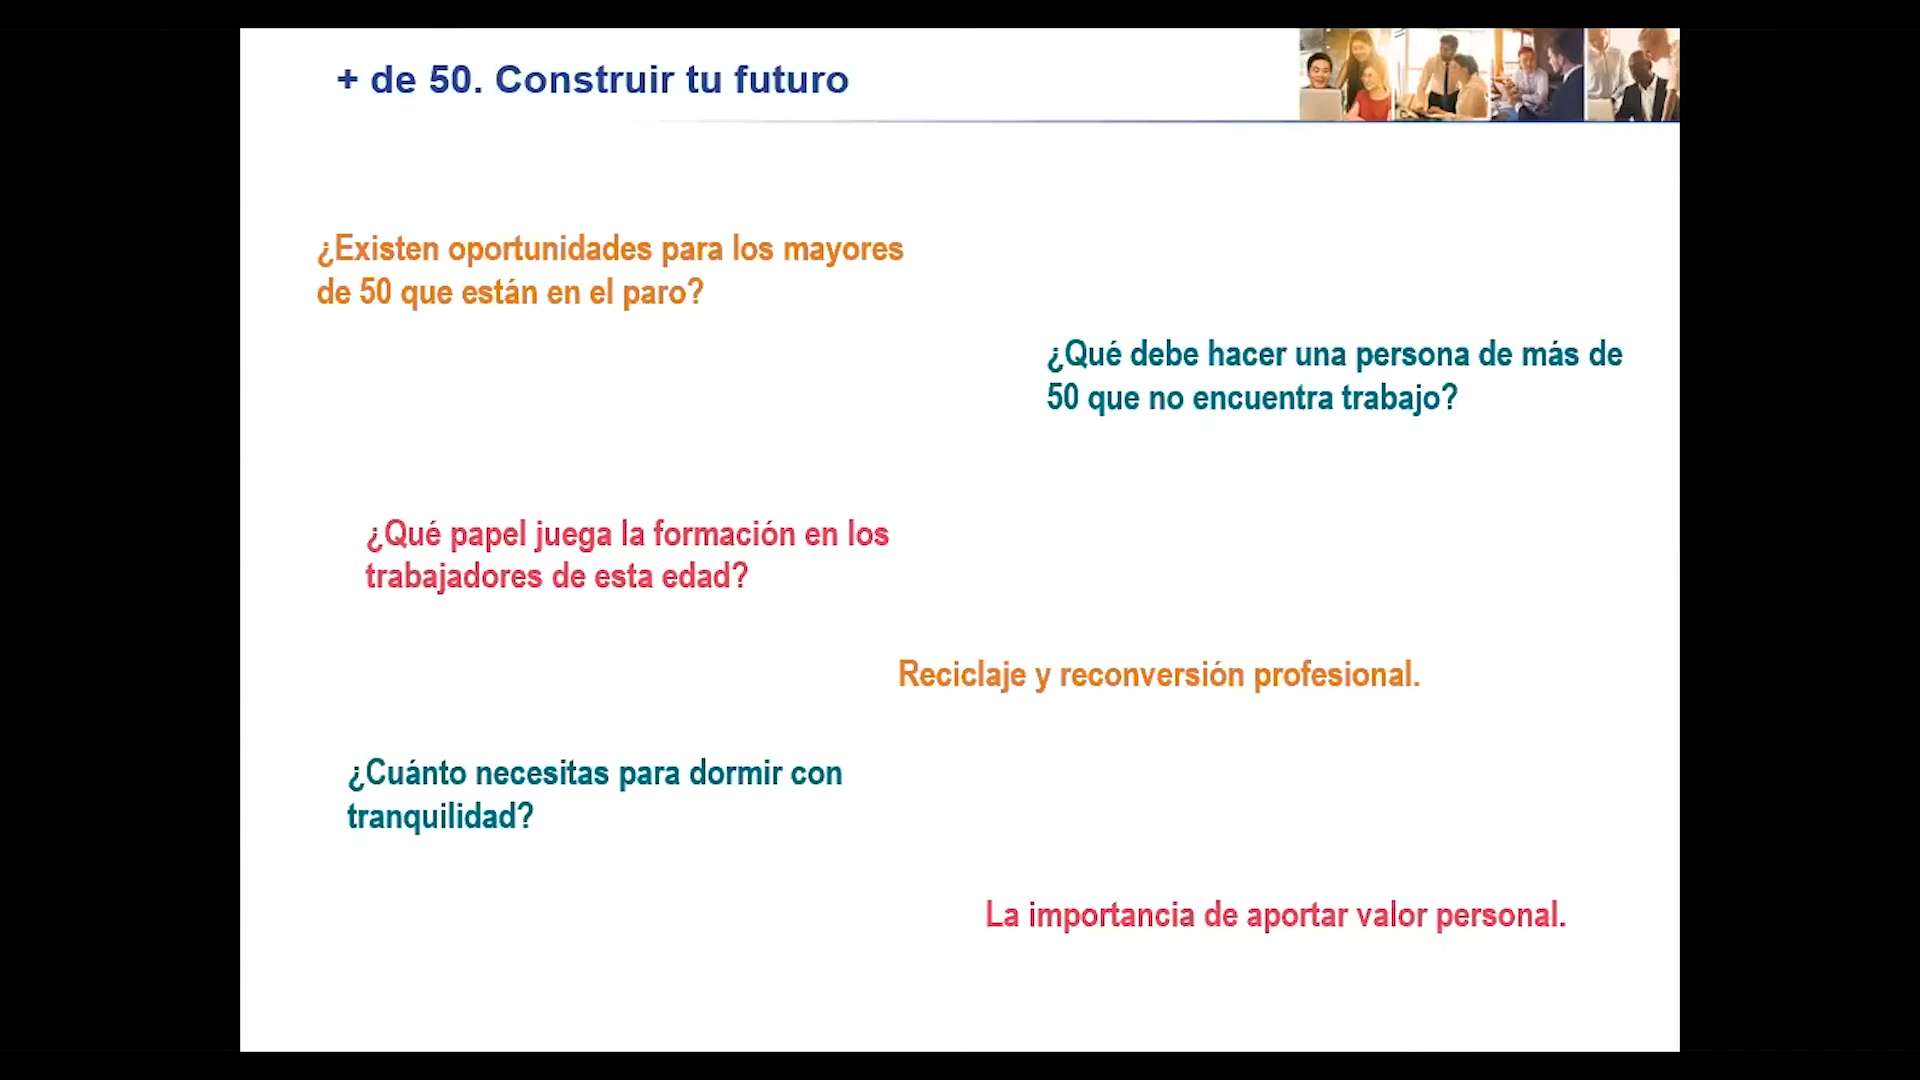 + de 50. Construir tu futuro
¿Existen oportunidades para los mayores
de 50 que están en el paro?
¿Qué debe hacer una persona de más de
50 que no encuentra trabajo?
¿Qué papel juega la formación en los
trabajadores de esta edad?
Reciclaje y reconversión profesional.
¿Cuánto necesitas para dormir con
tranquilidad?
La importancia de aportar valor personal.